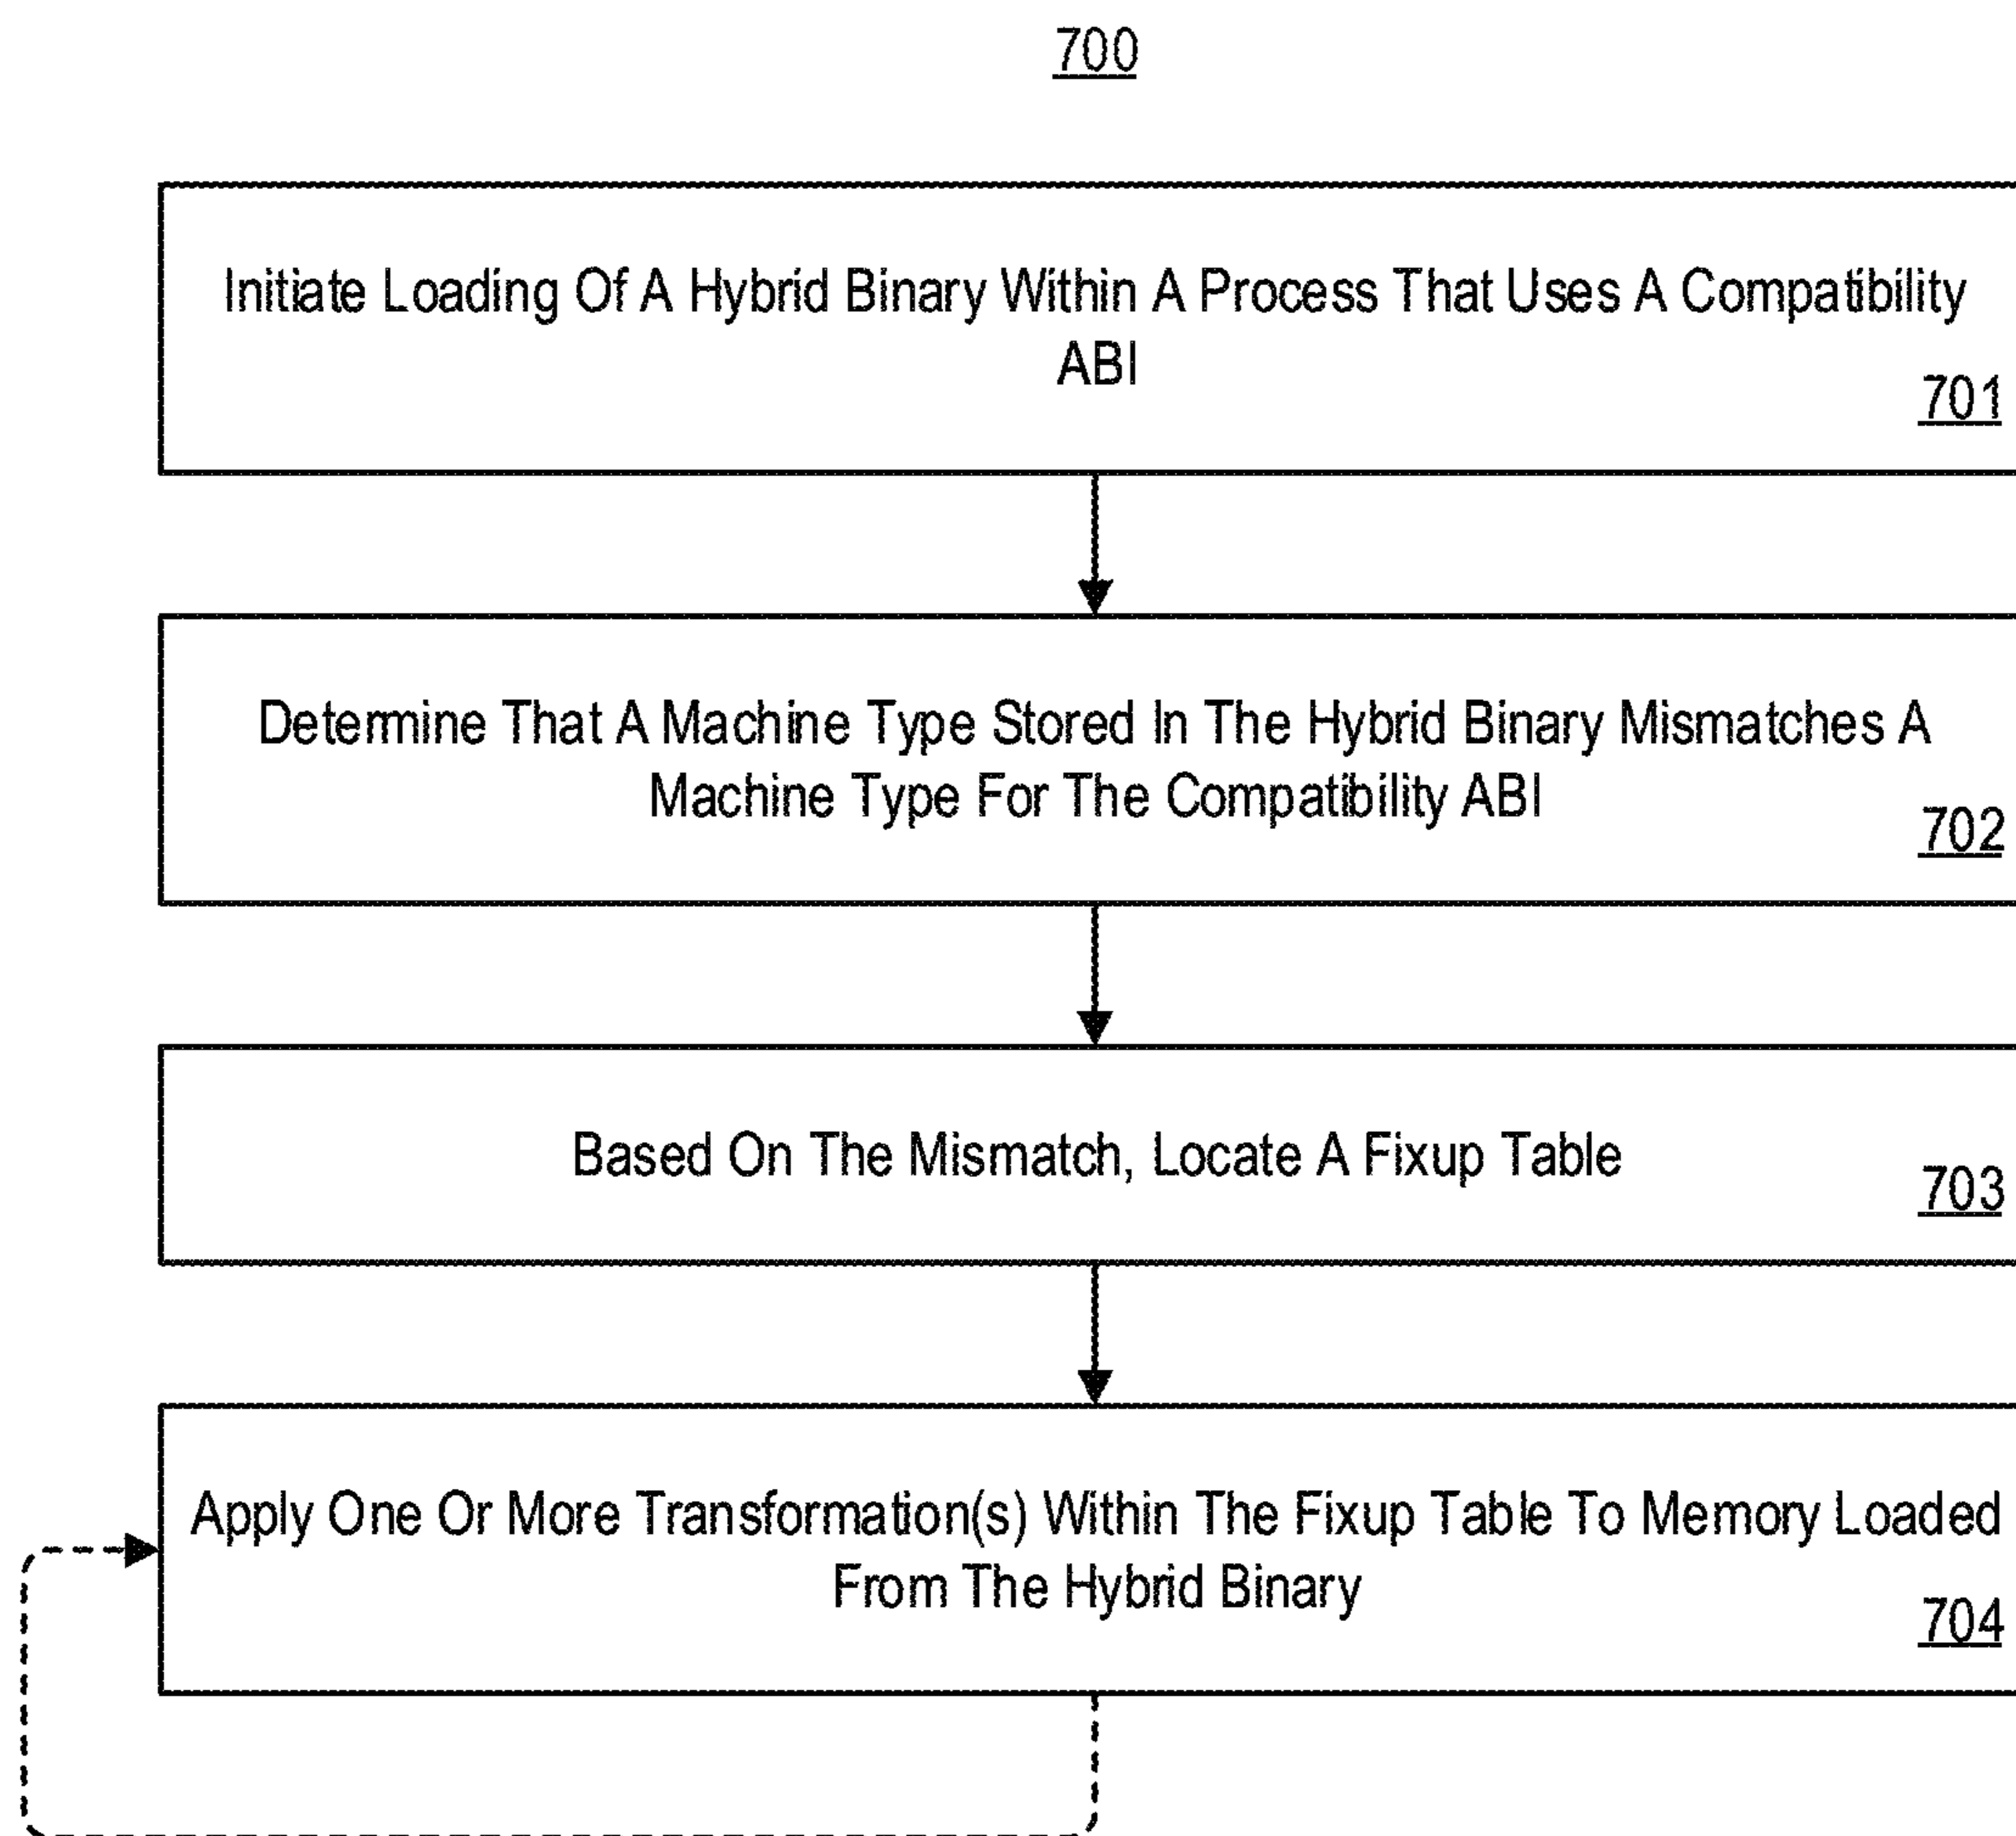 700
Initiate Loading Of A Hybrid Binary Within A Process That Uses A Compatibility
ABI
701
Determine That A Machine Type Stored In The Hybrid Binary Mismatches A
Machine Type For The Compatibility ABI
702
Based On The Mismatch, Locate A Fixup Table
703
Apply One Or More Transformation(s) Within The Fixup Table To Memory Loaded
From The Hybrid Binary
704